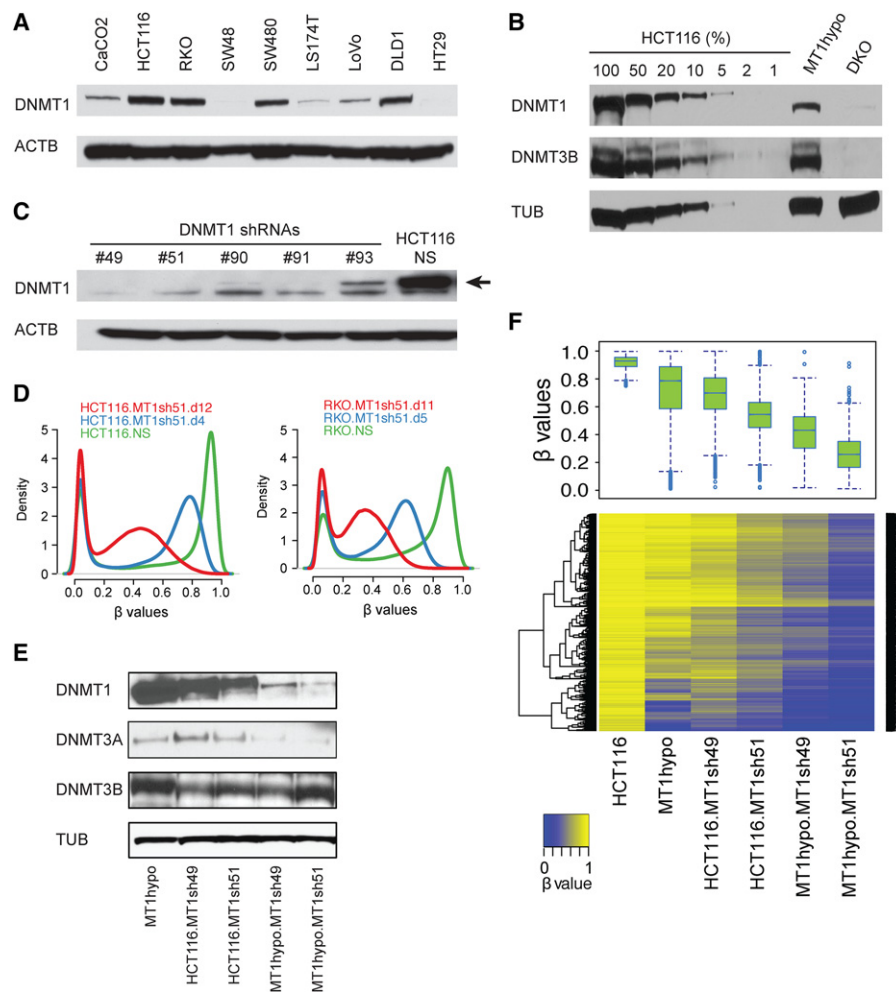 A
CaCO2 HCT116 RKO SW48 SW480 LS174T LoVo DLD1 HT29
DNMT1
ACTB
B
HCT116 (%) MT1hypo DKO
100 50 20 10 5 2 1
DNMT1
DNMT3B
TUB
C
DNMT1 shRNAs
HCT116
NS
#49 #51 #90 #91 #93
DNMT1
ACTB
D
HCT116.MT1sh51.d12
HCT116.MT1sh51.d4
HCT116.NS
Density
5
4
3
2
1
0
0.0 0.2 0.4 0.6 0.8 1.0
β values
RKO.MT1sh51.d11
RKO.MT1sh51.d5
RKO.NS
Density
5
4
3
2
1
0
0.0 0.2 0.4 0.6 0.8 1.0
β values
E
DNMT1
DNMT3A
DNMT3B
TUB
MT1hypo
HCT116.MT1sh49
HCT116.MT1sh51
MT1hypo.MT1sh49
MT1hypo.MT1sh51
F
β values
1.0
0.8
0.6
0.4
0.2
0.0
HCT116
MT1hypo
HCT116.MT1sh49
HCT116.MT1sh51
MT1hypo.MT1sh49
MT1hypo.MT1sh51
0 1
β value